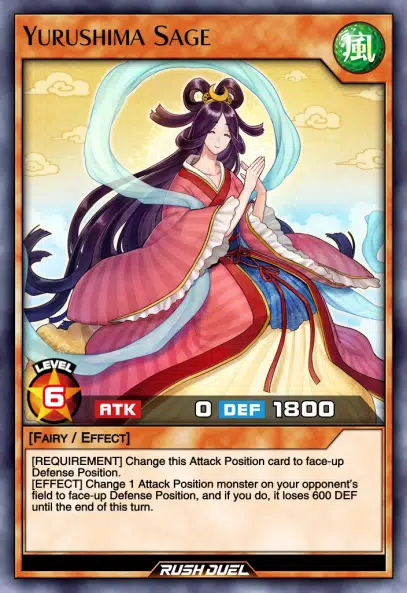 Yurushima Sage
風
LEVEL
6
ATK 0 DEF 1800
[Fairy / Effect]
[REQUIREMENT] Change this Attack Position card to face-up
Defense Position.
[EFFECT] Change 1 Attack Position monster on your opponent's
field to face-up Defense Position, and if you do, it loses 600 DEF
until the end of this turn.
RUSH DUEL